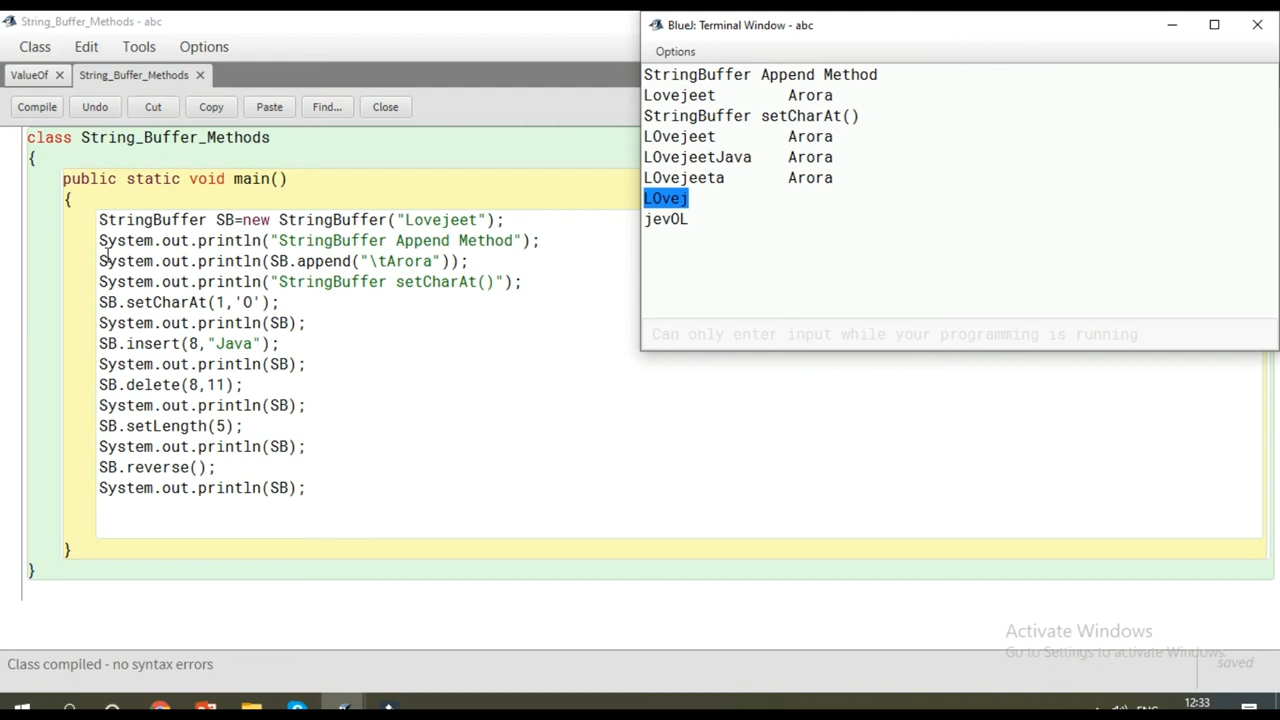 String_Buffer_Methods - abc
Class Edit Tools Options
ValueOf ✕ String_Buffer_Methods ✕
Compile Undo Cut Copy Paste Find... Close
class String_Buffer_Methods
{
public static void main()
{
StringBuffer SB=new StringBuffer("Lovejeet");
System.out.println("StringBuffer Append Method");
System.out.println(SB.append("\tArora"));
System.out.println("StringBuffer setCharAt()");
SB.setCharAt(1,'O');
System.out.println(SB);
SB.insert(8,"Java");
System.out.println(SB);
SB.delete(8,11);
System.out.println(SB);
SB.setLength(5);
System.out.println(SB);
SB.reverse();
System.out.println(SB);
}
}
BlueJ: Terminal Window - abc
Options
StringBuffer Append Method
Lovejeet Arora
StringBuffer setCharAt()
LOvejeet Arora
LOvejeetJava Arora
LOvejeeta Arora
LOvej
jevOL
Can only enter input while your programming is running
Activate Windows
Go to Settings to activate Windows.
Class compiled - no syntax errors
saved
12:33